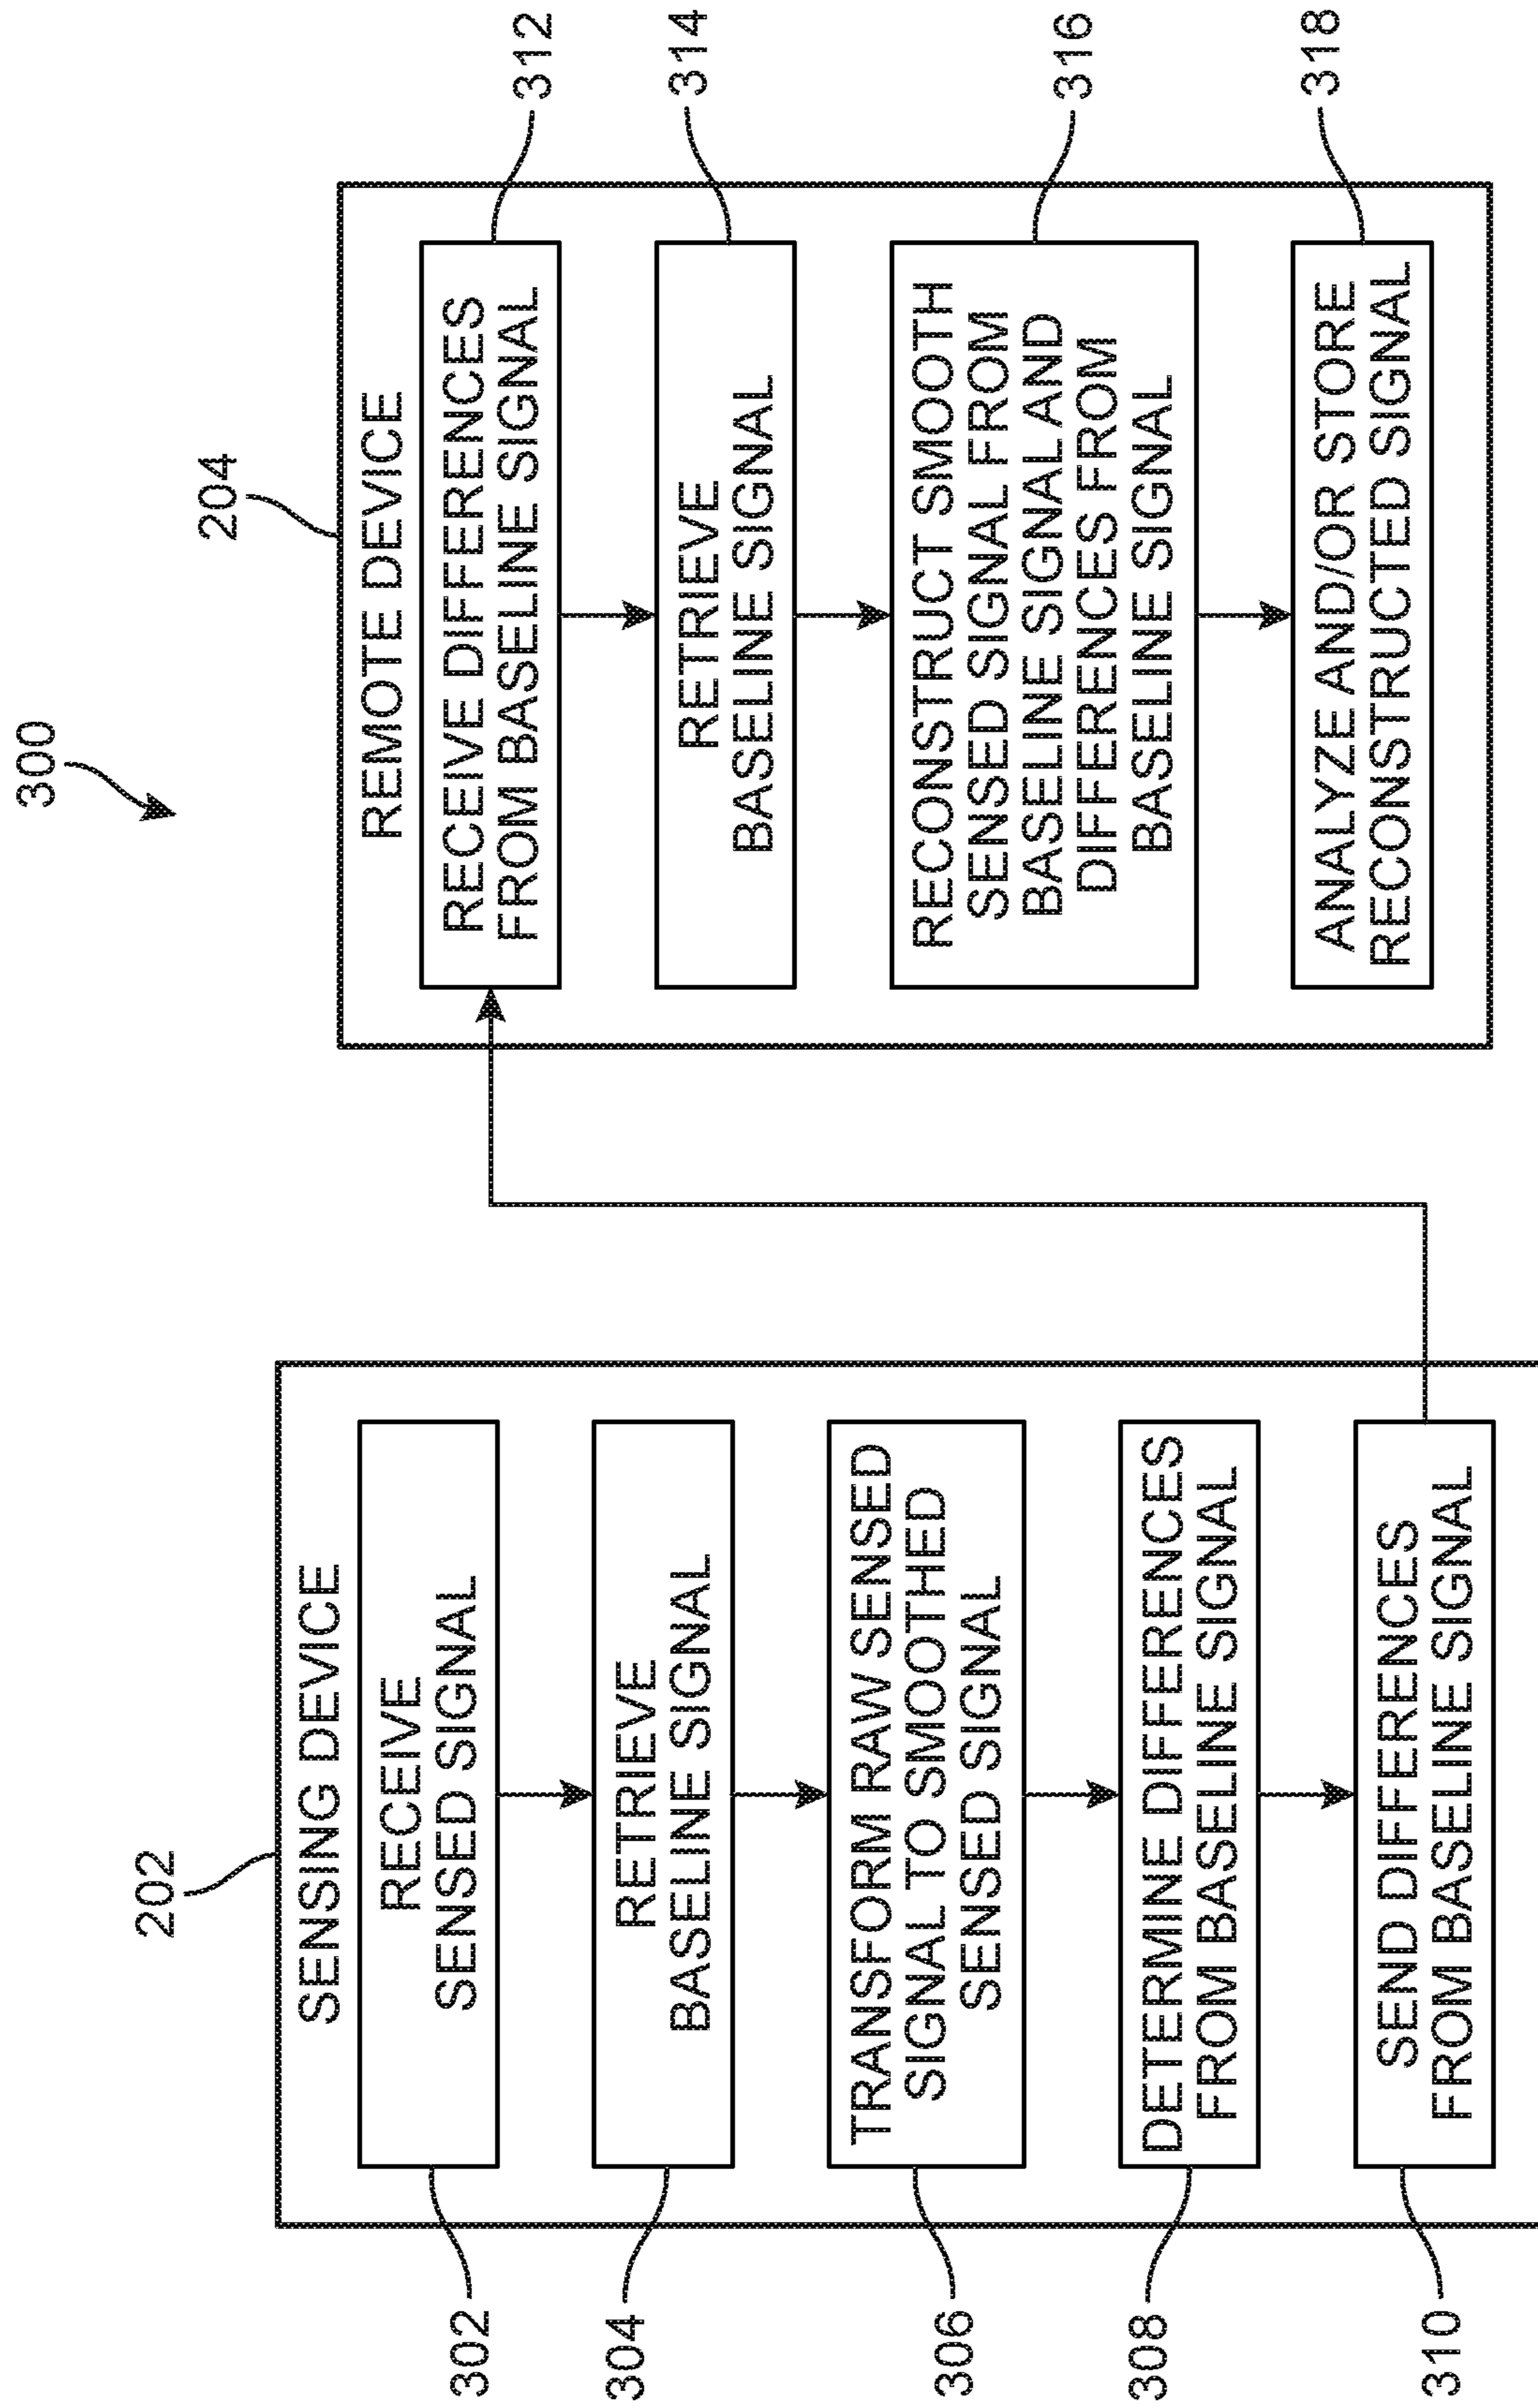 300
202
SENSING DEVICE
RECEIVE
SENSED SIGNAL
302
RETRIEVE
BASELINE SIGNAL
304
TRANSFORM RAW SENSED
SIGNAL TO SMOOTHED
SENSED SIGNAL
306
DETERMINE DIFFERENCES
FROM BASELINE SIGNAL
308
SEND DIFFERENCES
FROM BASELINE SIGNAL
310
204
REMOTE DEVICE
RECEIVE DIFFERENCES
FROM BASELINE SIGNAL
312
RETRIEVE
BASELINE SIGNAL
314
RECONSTRUCT SMOOTH
SENSED SIGNAL FROM
BASELINE SIGNAL AND
DIFFERENCES FROM
BASELINE SIGNAL
316
ANALYZE AND/OR STORE
RECONSTRUCTED SIGNAL
318